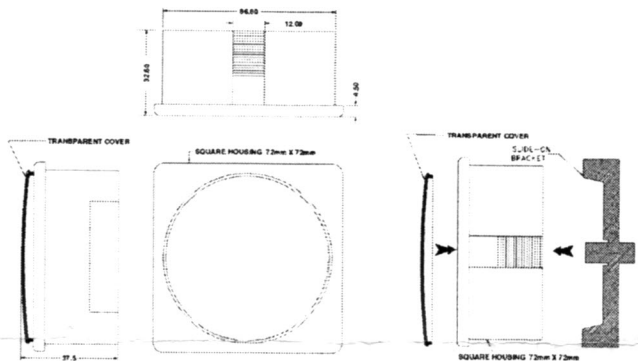 66.00
12.00
32.60
4.50
TRANSPARENT COVER
SQUARE HOUSING 72mm X 72mm
TRANSPARENT COVER
SLIDE-ON
BRACKET
37.5
SQUARE HOUSING 72mm X 72mm